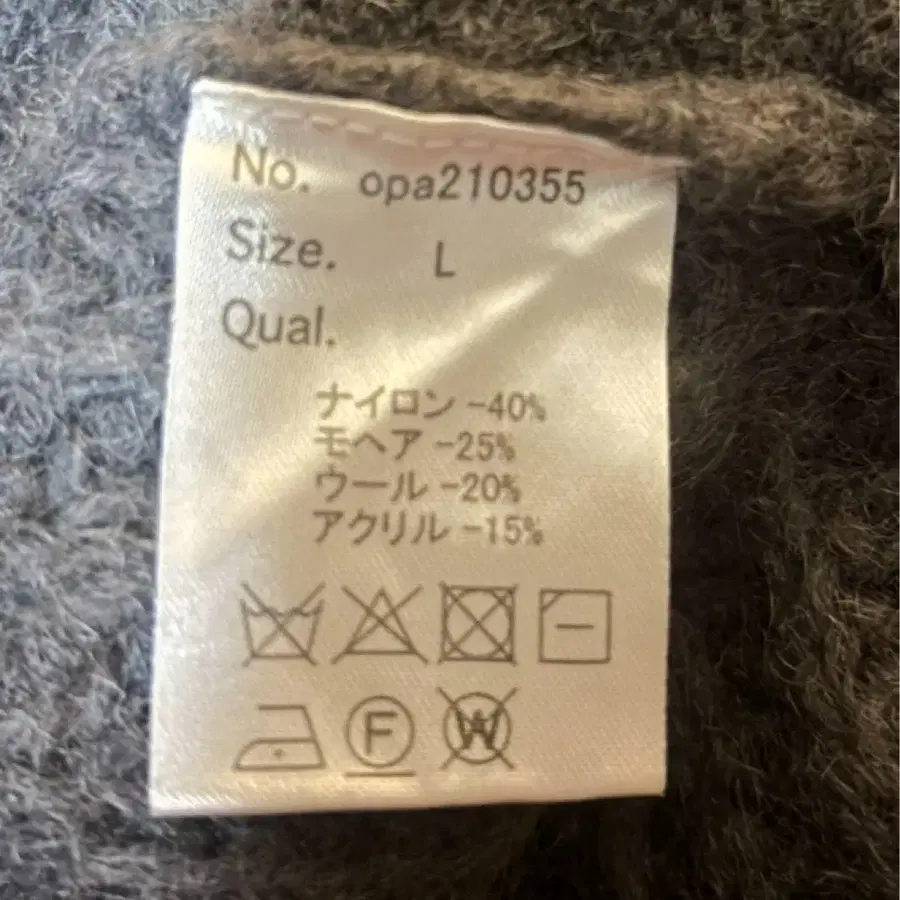 No. opa210355
Size. L
Qual.
ナイロン -40%
モヘア -25%
ウール -20%
アクリル -15%
F W